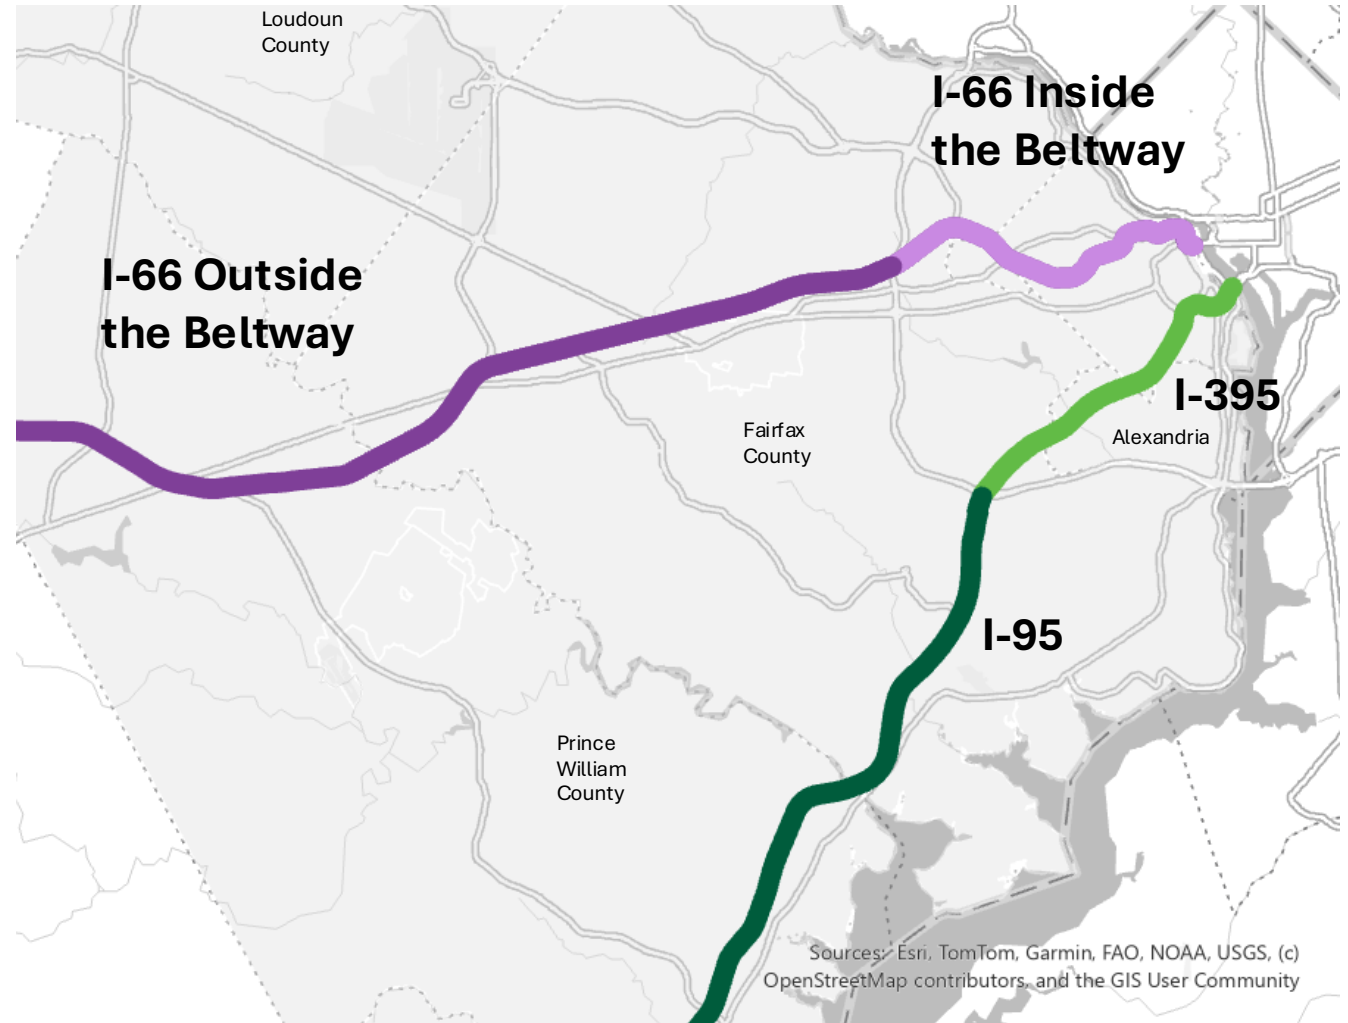 Loudoun
County
I-66 Inside
the Beltway
I-66 Outside
the Beltway
I-395
Alexandria
Fairfax
County
I-95
Prince
William
County
Sources: Esri, TomTom, Garmin, FAO, NOAA, USGS, (c)
OpenStreetMap contributors, and the GIS User Community